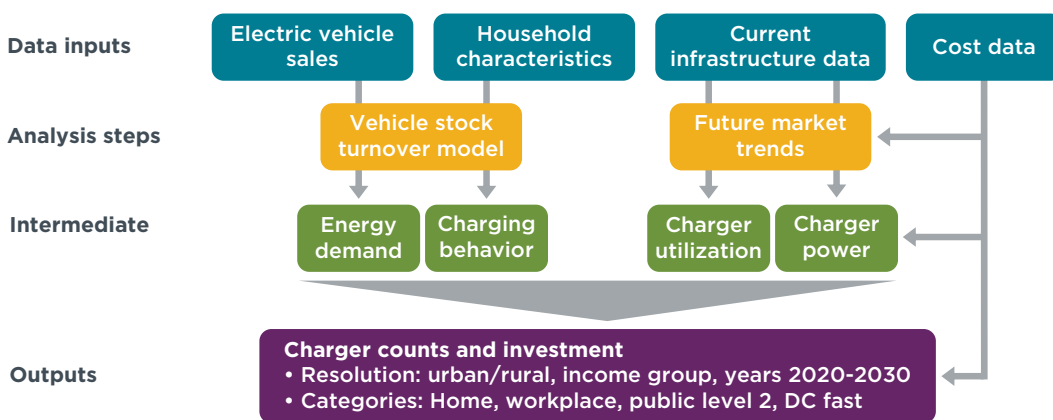 Data inputs
Electric vehicle
sales
Household
characteristics
Current
infrastructure data
Cost data
Analysis steps
Vehicle stock
turnover model
Future market
trends
Intermediate
Energy
demand
Charging
behavior
Charger
utilization
Charger
power
Outputs
Charger counts and investment
• Resolution: urban/rural, income group, years 2020-2030
• Categories: Home, workplace, public level 2, DC fast